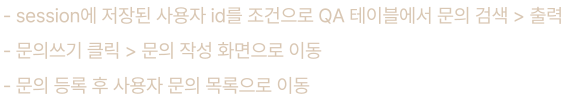 - session에 저장된 사용자 id를 조건으로 QA 테이블에서 문의 검색 > 출력
- 문의쓰기 클릭 > 문의 작성 화면으로 이동
- 문의 등록 후 사용자 문의 목록으로 이동